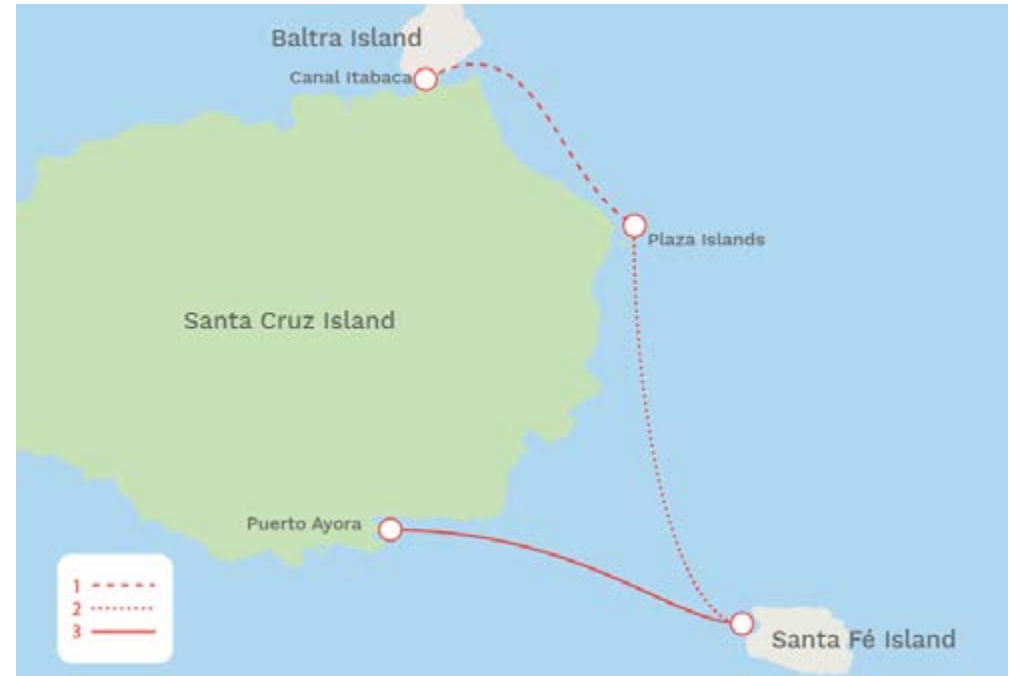 Baltra Island
Canal Itabaca
Plaza Islands
Santa Cruz Island
Puerto Ayora
1
2
3
Santa Fé Island